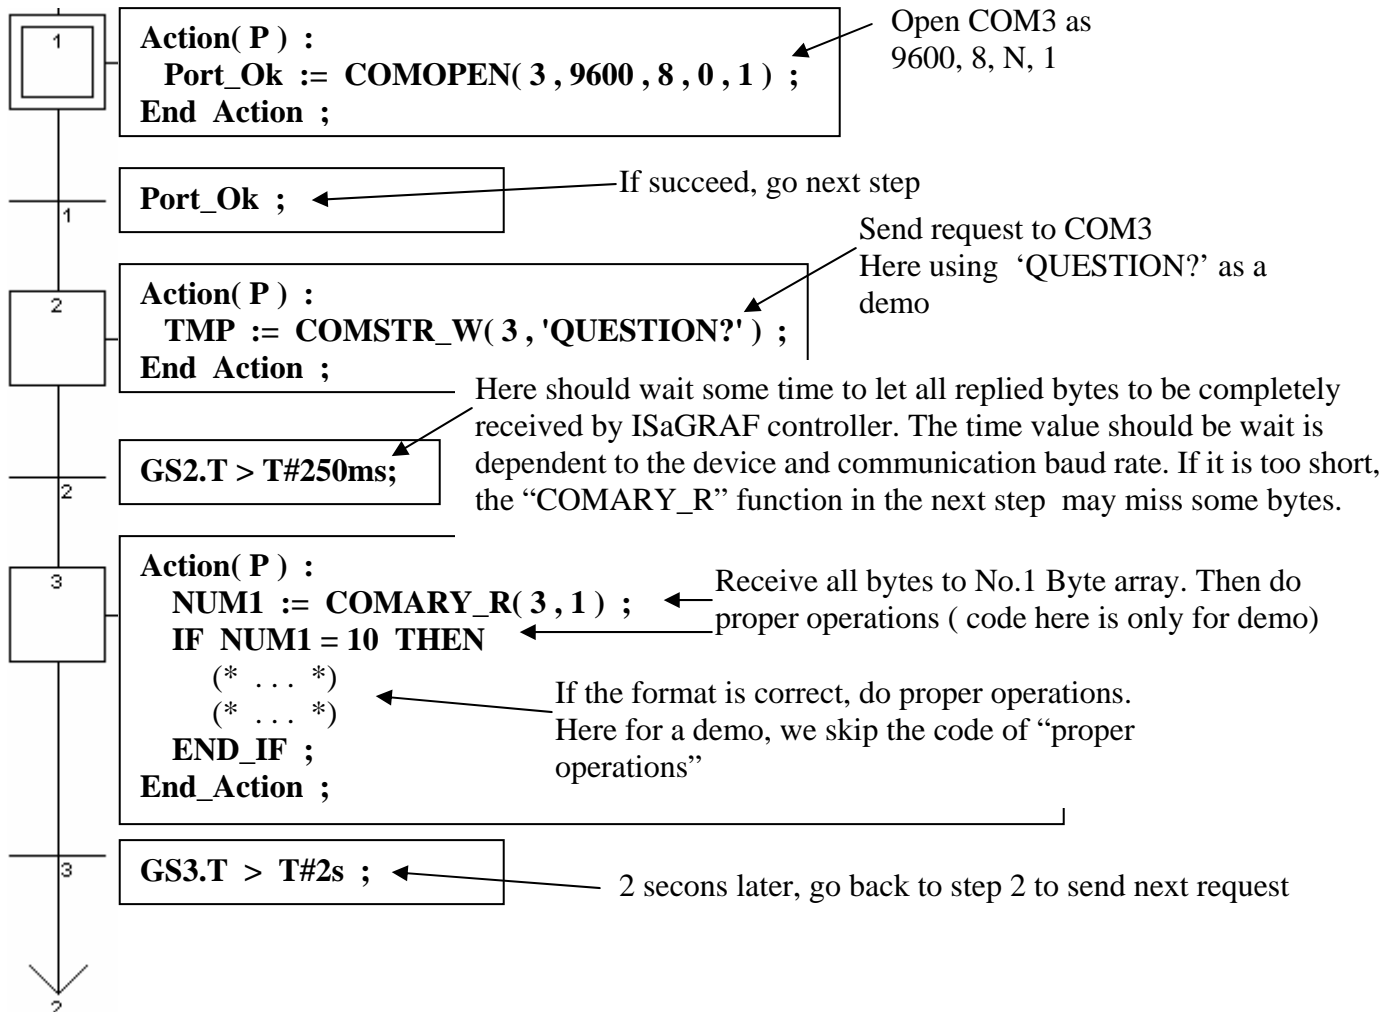 1
Action( P ) :
Port_Ok := COMOPEN( 3 , 9600 , 8 , 0 , 1 ) ;
End Action ;
Open COM3 as
9600, 8, N, 1
1
Port_Ok ;
If succeed, go next step
Send request to COM3
Here using ‘QUESTION?’ as a
demo
2
Action( P ) :
TMP := COMSTR_W( 3 , 'QUESTION?' ) ;
End Action ;
Here should wait some time to let all replied bytes to be completely
received by ISaGRAF controller. The time value should be wait is
dependent to the device and communication baud rate. If it is too short,
the “COMARY_R” function in the next step may miss some bytes.
2
GS2.T > T#250ms;
3
Action( P ) :
NUM1 := COMARY_R( 3 , 1 ) ;
IF NUM1 = 10 THEN
(* . . . *)
(* . . . *)
END_IF ;
End_Action ;
Receive all bytes to No.1 Byte array. Then do
proper operations ( code here is only for demo)
If the format is correct, do proper operations.
Here for a demo, we skip the code of “proper
operations”
3
GS3.T > T#2s ;
2 secons later, go back to step 2 to send next request
2